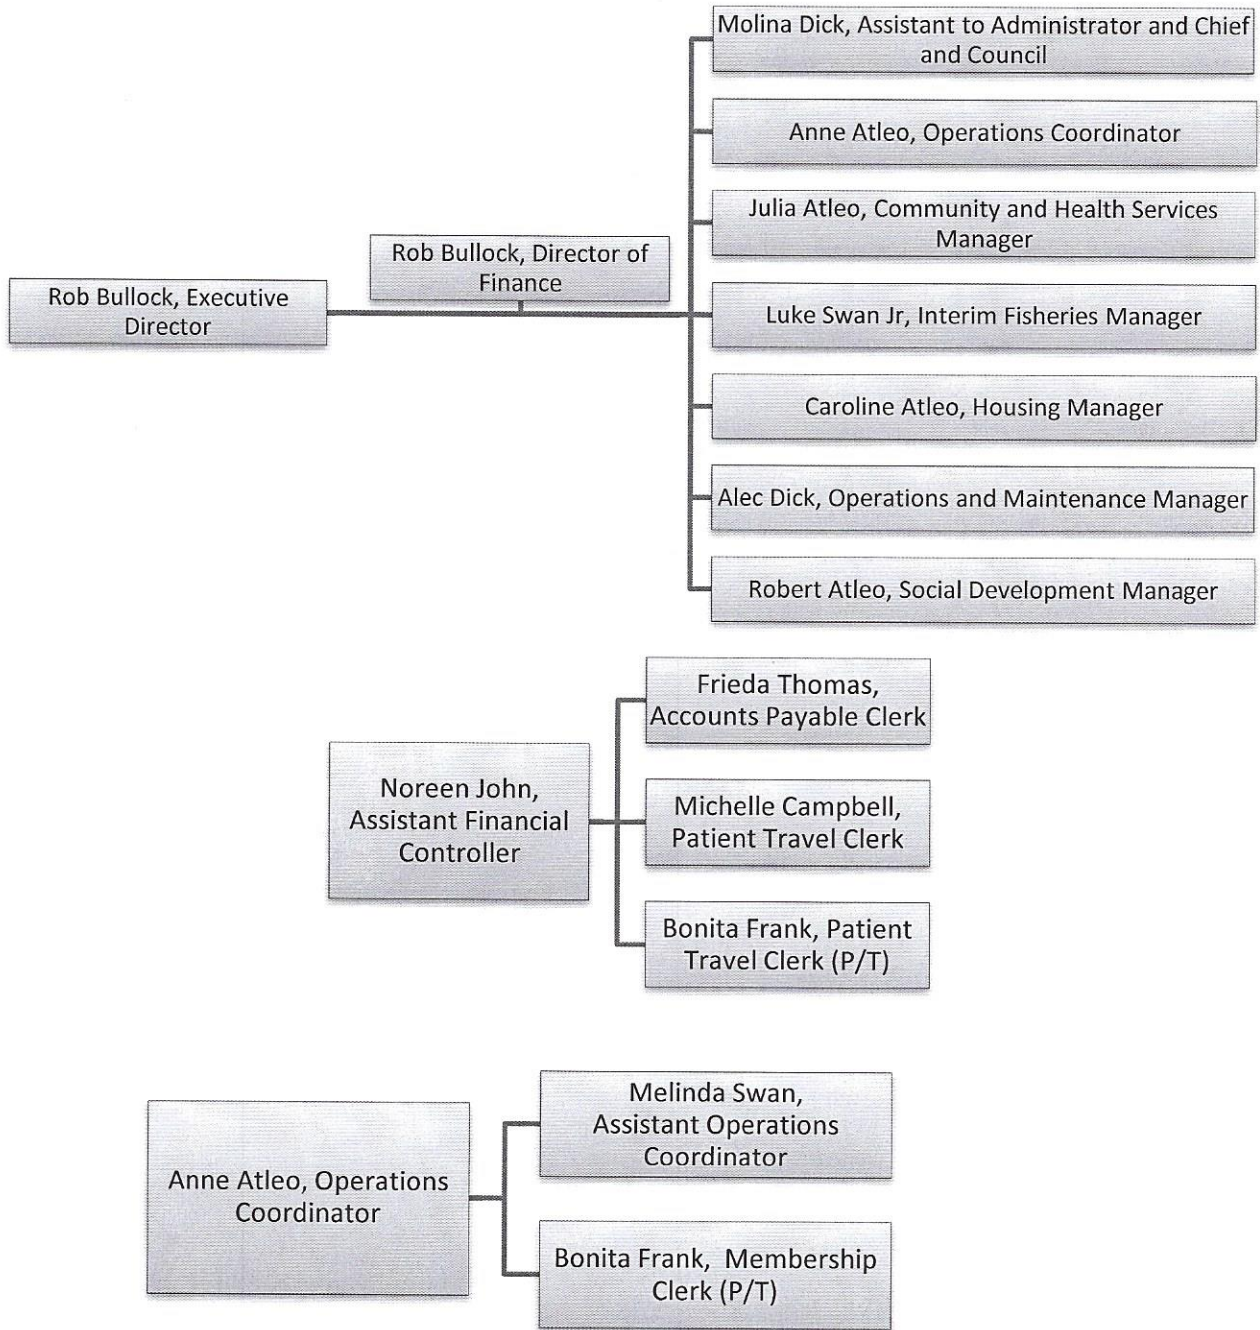 Molina Dick, Assistant to Administrator and Chief
and Council
Anne Atleo, Operations Coordinator
Julia Atleo, Community and Health Services
Manager
Rob Bullock, Director of
Finance
Rob Bullock, Executive
Director
Luke Swan Jr, Interim Fisheries Manager
Caroline Atleo, Housing Manager
Alec Dick, Operations and Maintenance Manager
Robert Atleo, Social Development Manager
Frieda Thomas,
Accounts Payable Clerk
Noreen John,
Assistant Financial
Controller
Michelle Campbell,
Patient Travel Clerk
Bonita Frank, Patient
Travel Clerk (P/T)
Melinda Swan,
Assistant Operations
Coordinator
Anne Atleo, Operations
Coordinator
Bonita Frank, Membership
Clerk (P/T)